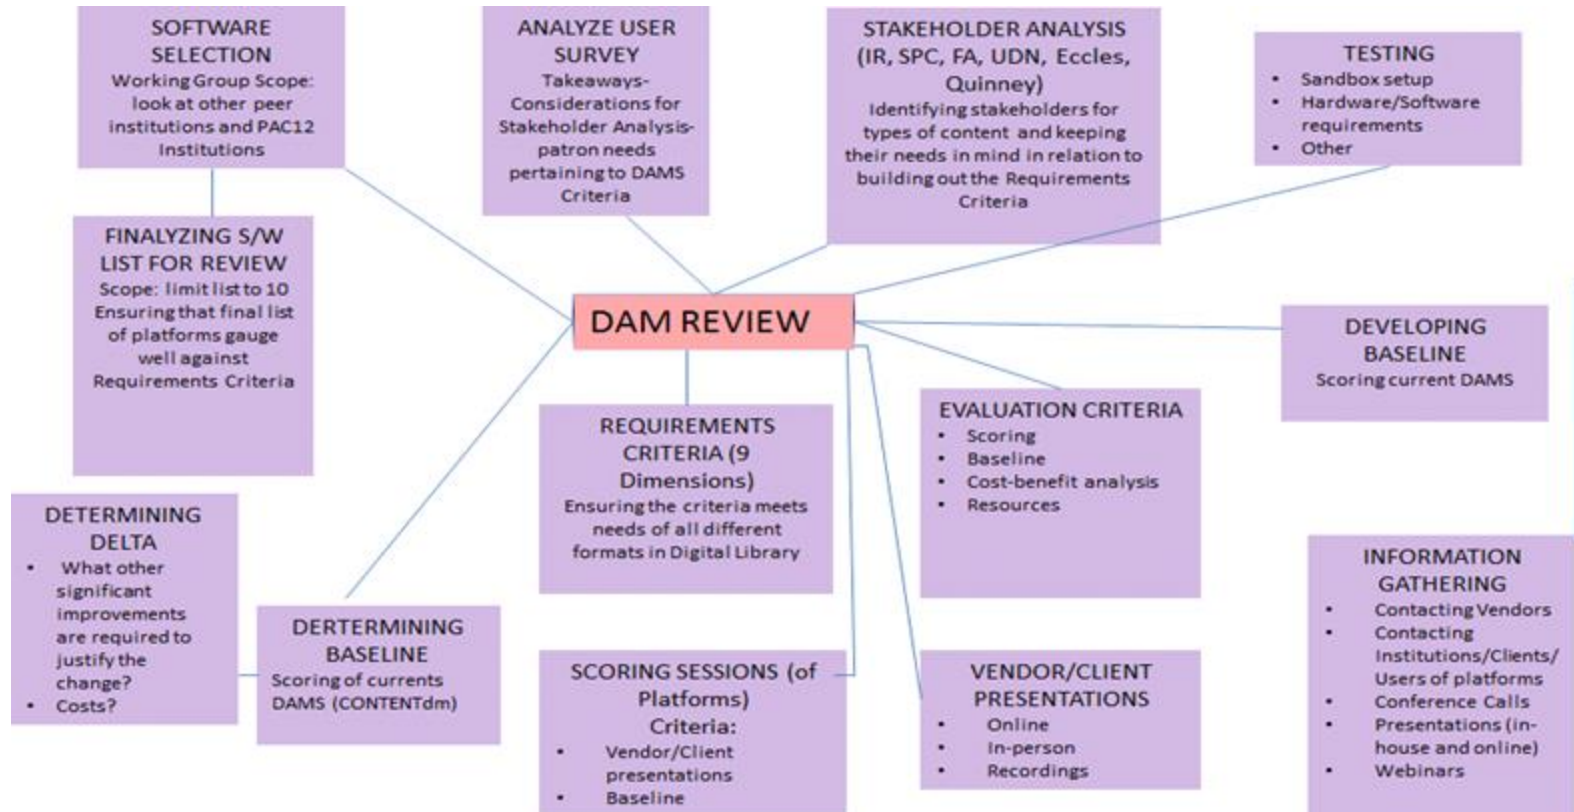 SOFTWARE
SELECTION
Working Group Scope:
look at other peer
institutions and PAC12
Institutions
ANALYZE USER
SURVEY
Takeaways-
Considerations for
Stakeholder Analysis-
patron needs
pertaining to DAMS
Criteria
STAKEHOLDER ANALYSIS
(IR, SPC, FA, UDN, Eccles,
Quinney)
Identifying stakeholders for
types of content and keeping
their needs in mind in relation to
building out the Requirements
Criteria
TESTING
• Sandbox setup
• Hardware/Software
requirements
• Other
FINALYZING S/W
LIST FOR REVIEW
Scope: limit list to 10
Ensuring that final list
of platforms gauge
well against
Requirements Criteria
DAM REVIEW
DEVELOPING
BASELINE
Scoring current DAMS
REQUIREMENTS
CRITERIA (9
Dimensions)
Ensuring the criteria meets
needs of all different
formats in Digital Library
EVALUATION CRITERIA
• Scoring
• Baseline
• Cost-benefit analysis
• Resources
DETERMINING
DELTA
• What other
significant
improvements
are required to
justify the
change?
• Costs?
DERTERMINING
BASELINE
Scoring of currents
DAMS (CONTENTdm)
SCORING SESSIONS (of
Platforms)
Criteria:
• Vendor/Client
presentations
• Baseline
VENDOR/CLIENT
PRESENTATIONS
• Online
• In-person
• Recordings
INFORMATION
GATHERING
• Contacting Vendors
• Contacting
Institutions/Clients/
Users of platforms
• Conference Calls
• Presentations (in-
house and online)
• Webinars